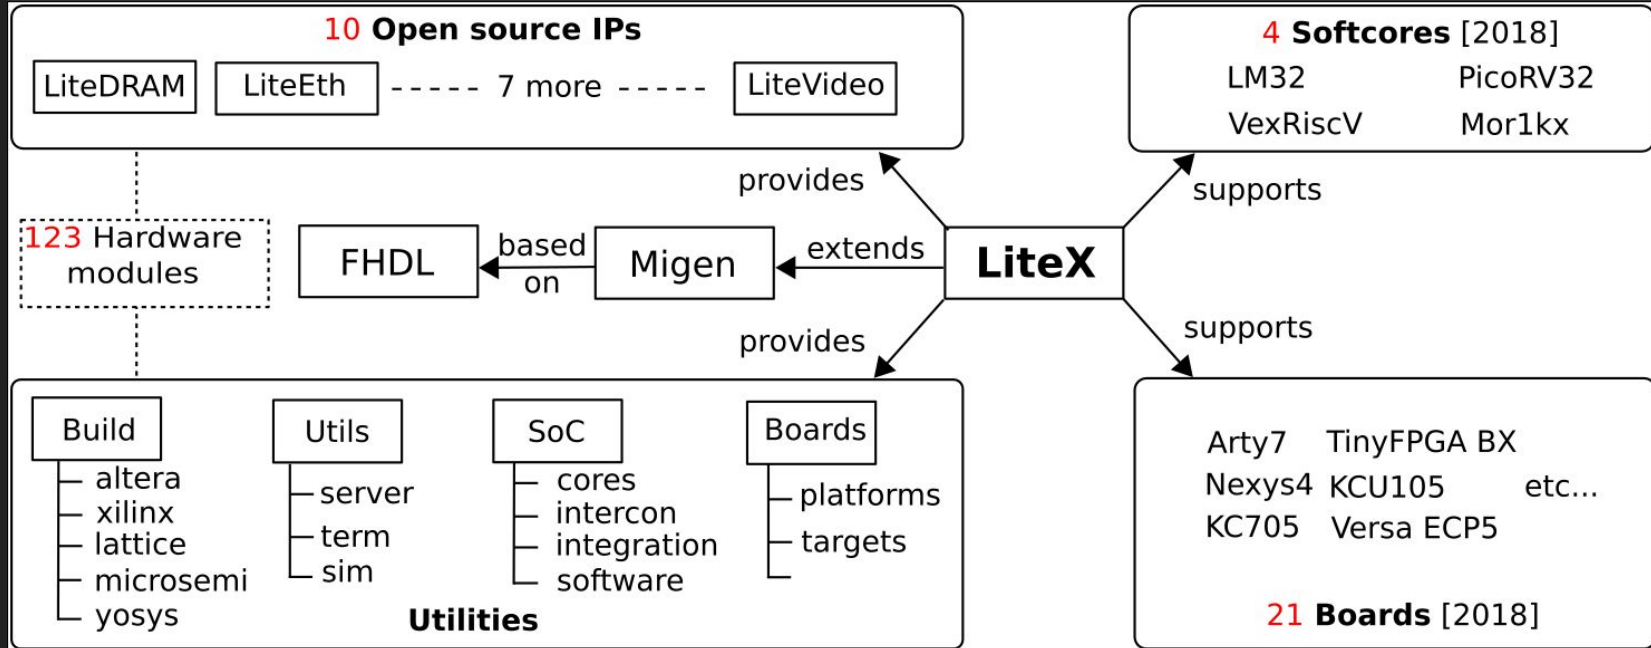 10 Open source IPs
LiteDRAM
LiteEth
----- 7 more -----
LiteVideo
4 Softcores [2018]
LM32
PicoRV32
VexRiscV
Mor1kx
provides
supports
123 Hardware
modules
FHDL
based
on
Migen
extends
LiteX
provides
supports
Build
altera
xilinx
lattice
microsemi
yosys
Utils
server
term
sim
SoC
cores
intercon
integration
software
Boards
platforms
targets
Utilities
Arty7
TinyFPGA BX
Nexys4
KCU105
etc...
KC705
Versa ECP5
21 Boards [2018]